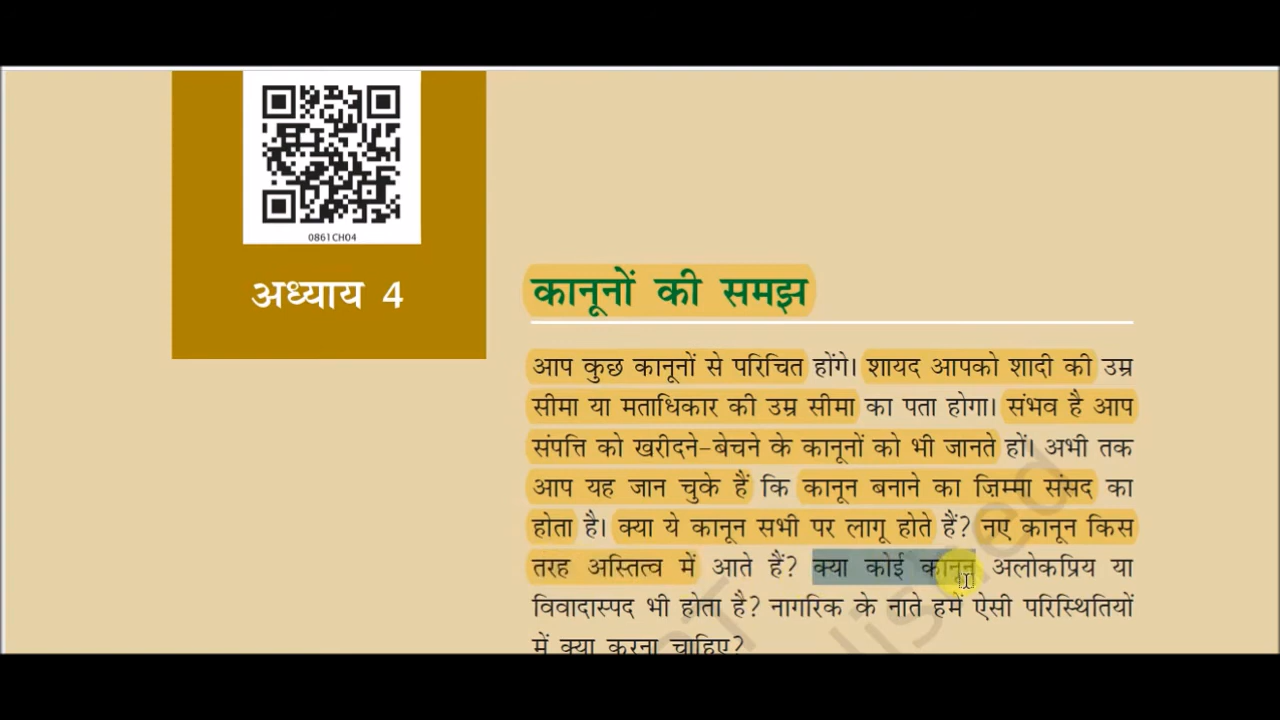 0861CH04
अध्याय 4
कानूनों की समझ
आप कुछ कानूनों से परिचित होंगे। शायद आपको शादी की उम्र
सीमा या मताधिकार की उम्र सीमा का पता होगा। संभव है आप
संपत्ति को खरीदने-बेचने के कानूनों को भी जानते हों। अभी तक
आप यह जान चुके हैं कि कानून बनाने का ज़िम्मा संसद का
होता है। क्या ये कानून सभी पर लागू होते हैं? नए कानून किस
तरह अस्तित्व में आते हैं? क्या कोई कानून अलोकप्रिय या
विवादास्पद भी होता है? नागरिक के नाते हमें ऐसी परिस्थितियों
में क्या करना चाहिए?